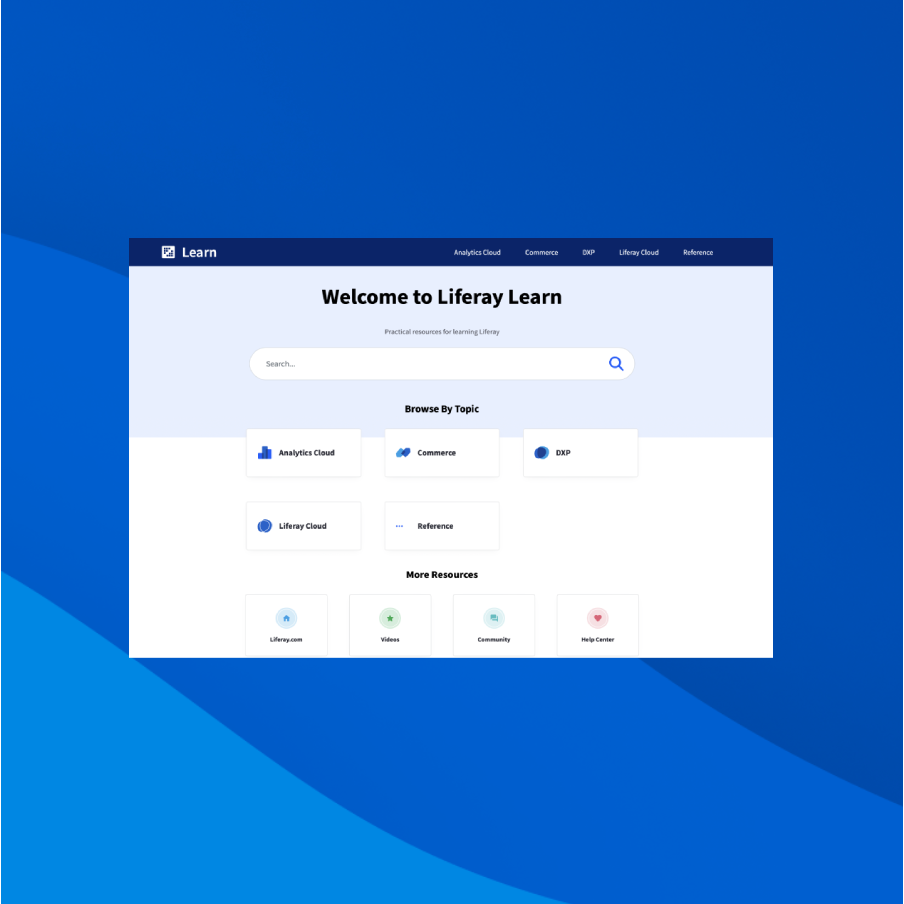 Learn
Analytics Cloud Commerce DXP Liferay Cloud Reference
Welcome to Liferay Learn
Practical resources for learning Liferay
Search...
Browse By Topic
Analytics Cloud Commerce DXP
Liferay Cloud Reference
More Resources
Liferay.com Videos Community Help Center